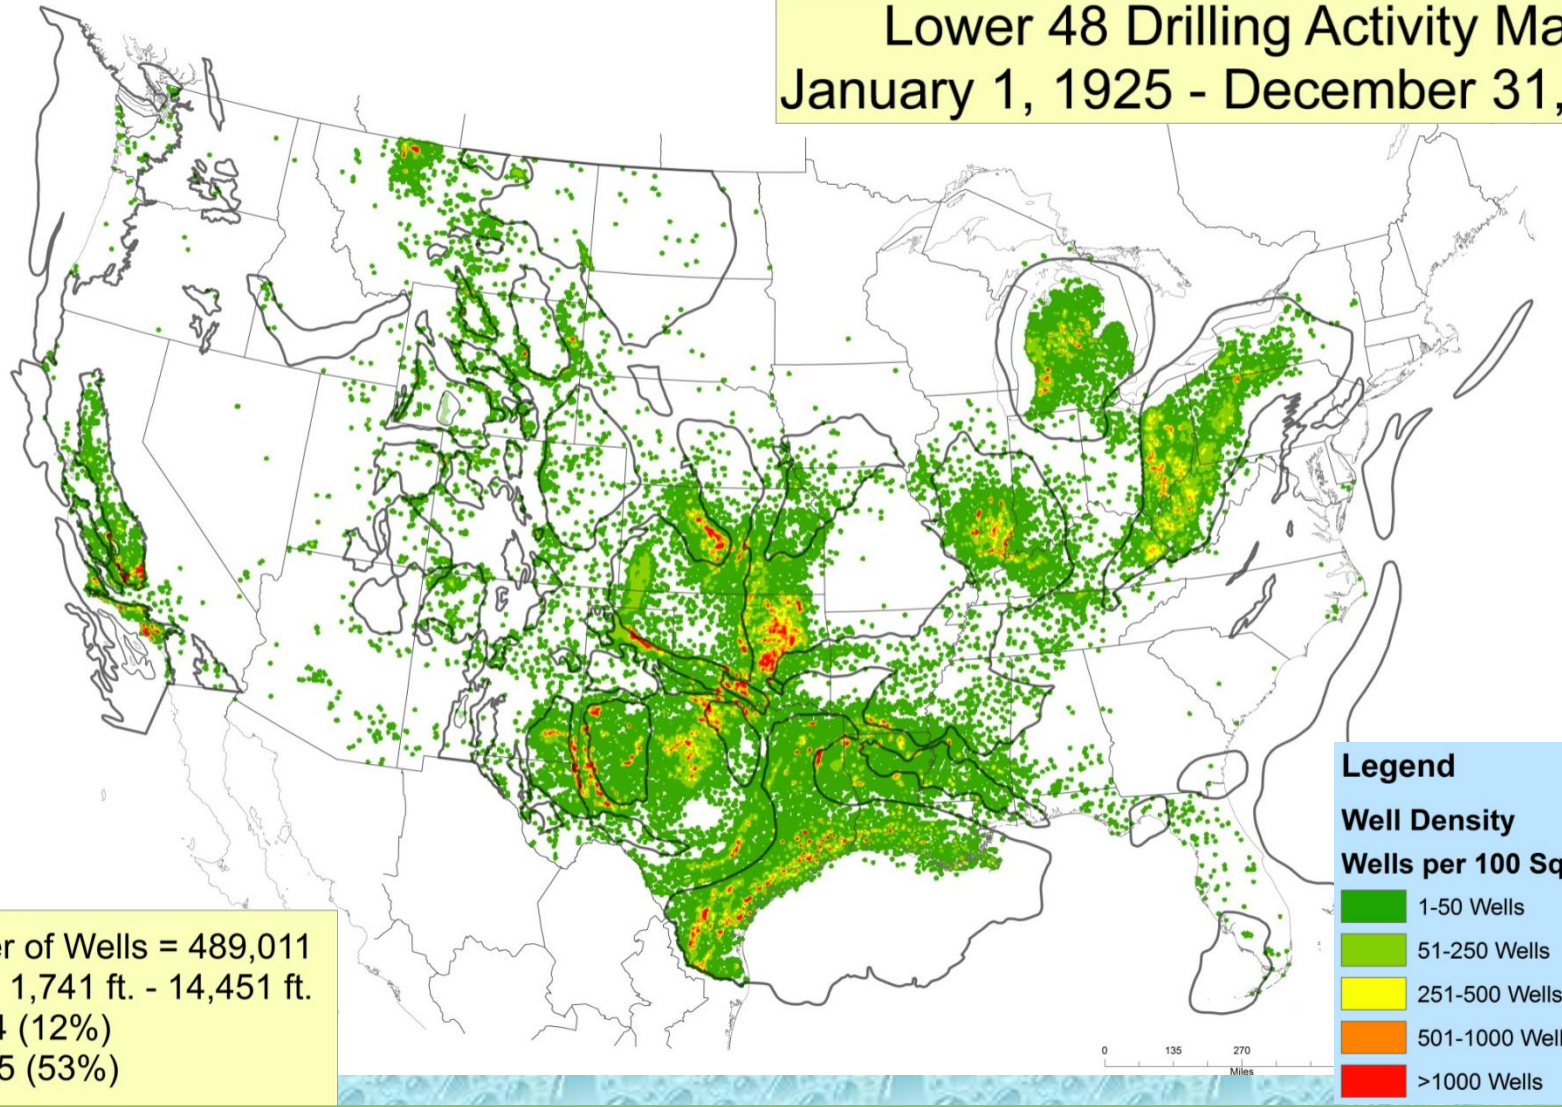 Lower 48 Drilling Activity Ma
January 1, 1925 - December 31,
Legend
Well Density
Wells per 100 Sq
1-50 Wells
51-250 Wells
251-500 Wells
501-1000 Well
>1000 Wells
er of Wells = 489,011
1,741 ft. - 14,451 ft.
4 (12%)
5 (53%)
0 135 270
Miles